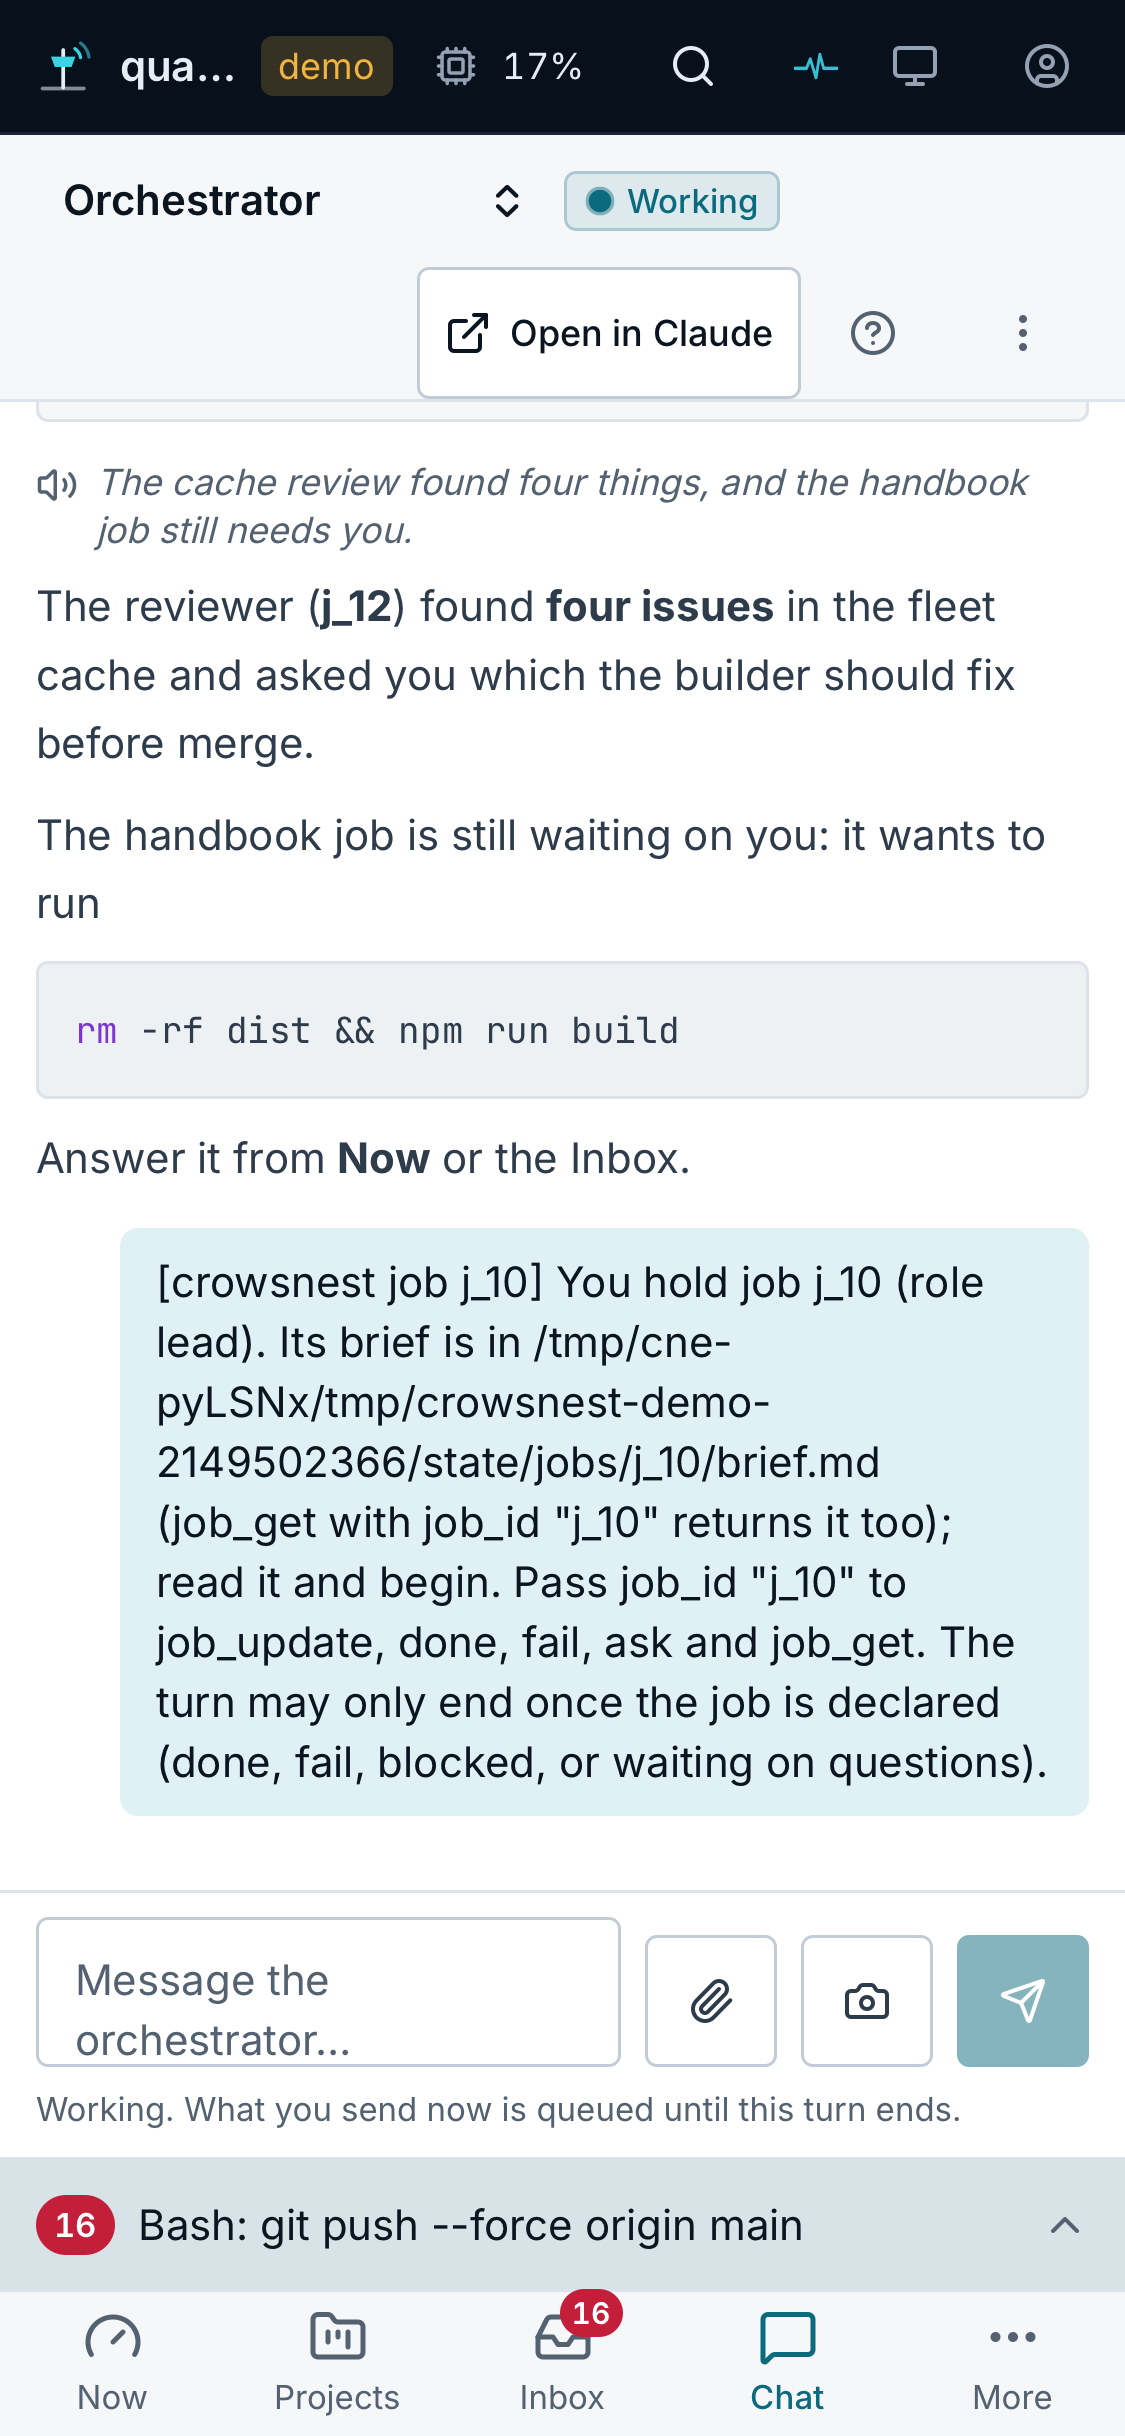 qua... demo 17%
Orchestrator Working
Open in Claude
The cache review found four things, and the handbook
job still needs you.
The reviewer (j_12) found four issues in the fleet
cache and asked you which the builder should fix
before merge.
The handbook job is still waiting on you: it wants to
run
rm -rf dist && npm run build
Answer it from Now or the Inbox.
[crowsnest job j_10] You hold job j_10 (role
lead). Its brief is in /tmp/cne-
pyLSNx/tmp/crowsnest-demo-
2149502366/state/jobs/j_10/brief.md
(job_get with job_id "j_10" returns it too);
read it and begin. Pass job_id "j_10" to
job_update, done, fail, ask and job_get. The
turn may only end once the job is declared
(done, fail, blocked, or waiting on questions).
Message the
orchestrator...
Working. What you send now is queued until this turn ends.
16 Bash: git push --force origin main
16
Now Projects Inbox Chat More